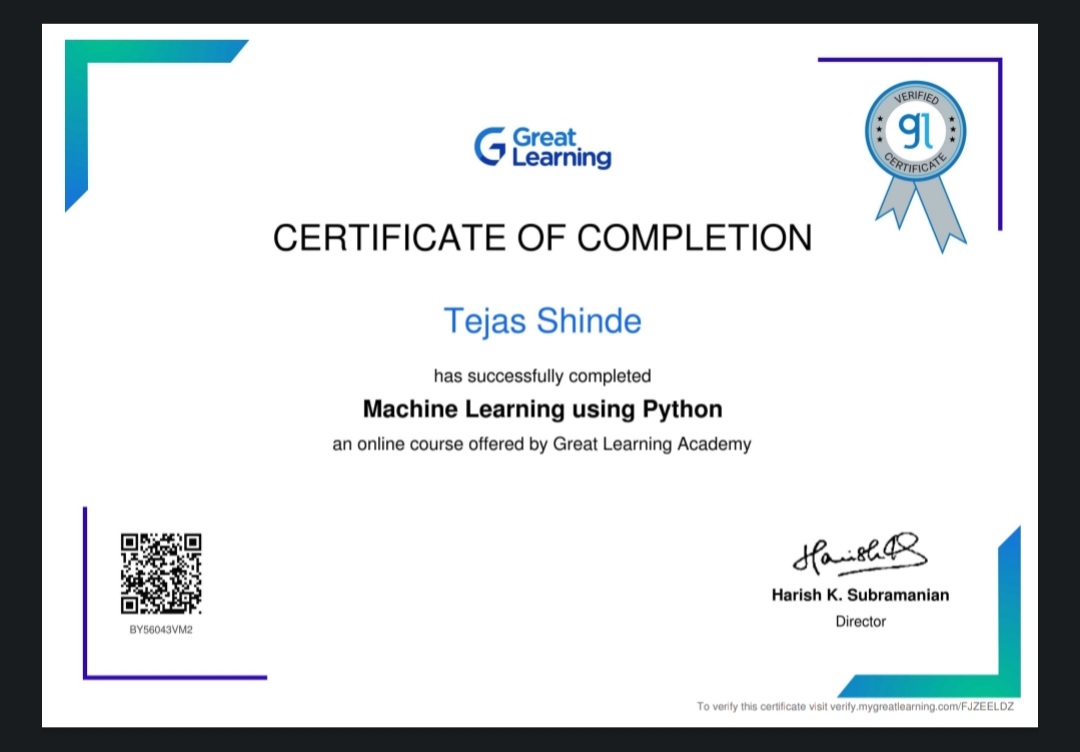 Great
Learning
VERIFIED
gl
CERTIFICATE
CERTIFICATE OF COMPLETION
Tejas Shinde
has successfully completed
Machine Learning using Python
an online course offered by Great Learning Academy
BY56043VM2
Harish K. Subramanian
Director
To verify this certificate visit verify.mygreatlearning.com/FJZEELDZ